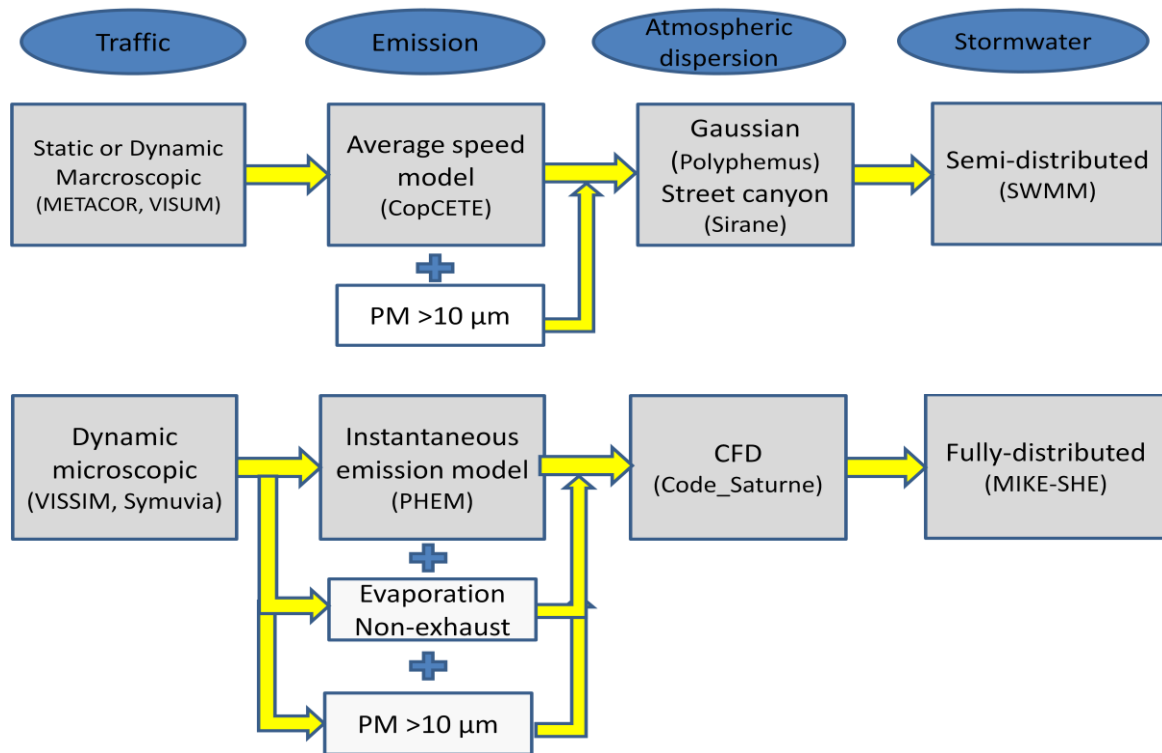 Traffic
Emission
Atmospheric
dispersion
Stormwater
Static or Dynamic
Marcroscopic
(METACOR, VISUM)
Average speed
model
(CopCETE)
Gaussian
(Polyphemus)
Street canyon
(Sirane)
Semi-distributed
(SWMM)
PM >10 µm
Dynamic
microscopic
(VISSIM, Symuvia)
Instantaneous
emission model
(PHEM)
CFD
(Code_Saturne)
Fully-distributed
(MIKE-SHE)
Evaporation
Non-exhaust
PM >10 µm